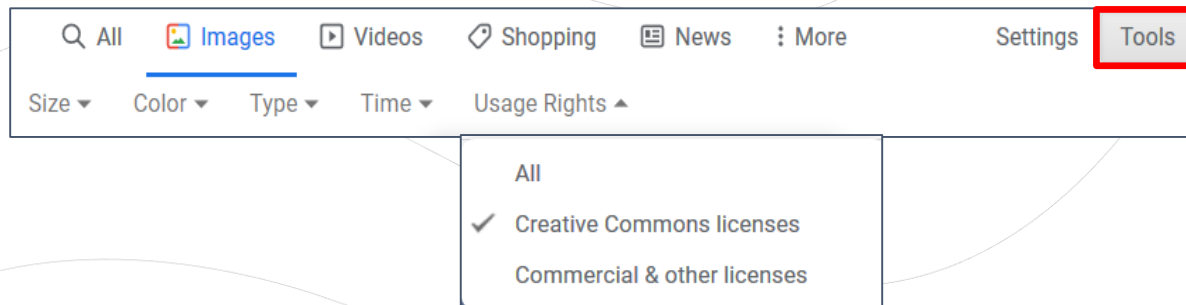 All Images Videos Shopping News More Settings Tools
Size Color Type Time Usage Rights
All
Creative Commons licenses
Commercial & other licenses